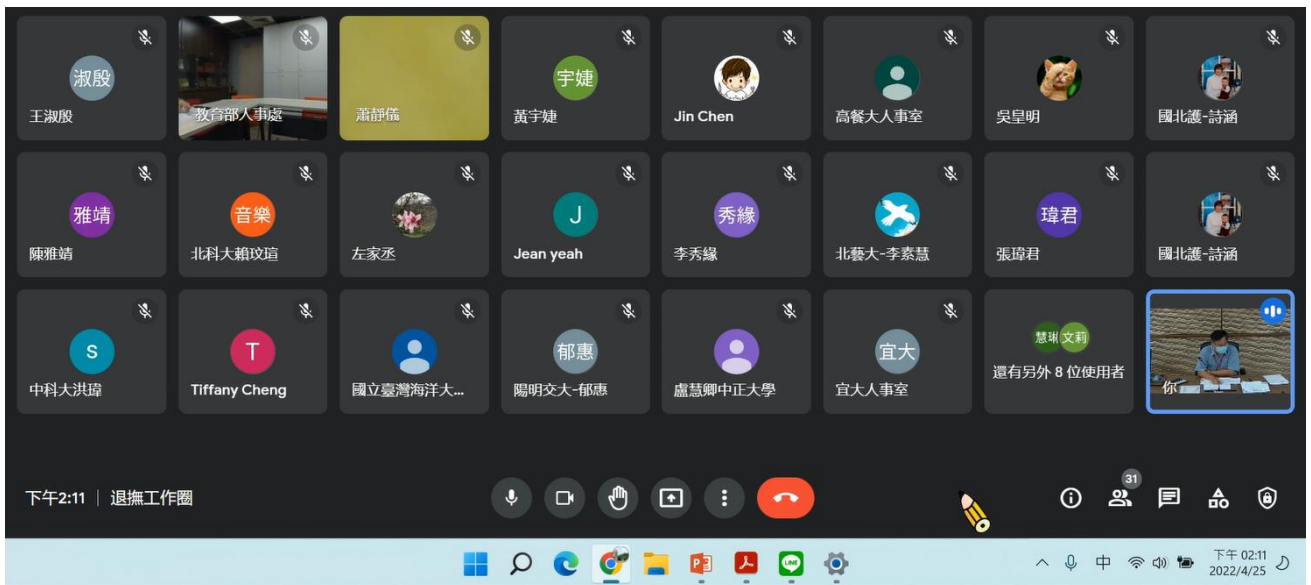 淑殷
王淑殷
教育部人事處
蕭靜儀
宇婕
黃宇婕
Jin Chen
高餐大人事室
吳皇明
國北護-詩涵
雅靖
陳雅靖
音樂
北科大賴玟瑄
左家丞
J
Jean yeah
秀緣
李秀緣
北藝大-李素慧
瑋君
張瑋君
國北護-詩涵
S
中科大洪瑋
T
Tiffany Cheng
國立臺灣海洋大...
郁惠
陽明交大-郁惠
盧慧卿中正大學
宜大
宜大人事室
慧琳
文莉
還有另外 8 位使用者
你
下午2:11 | 退撫工作圈
31
LINE
中
下午 02:11
2022/4/25